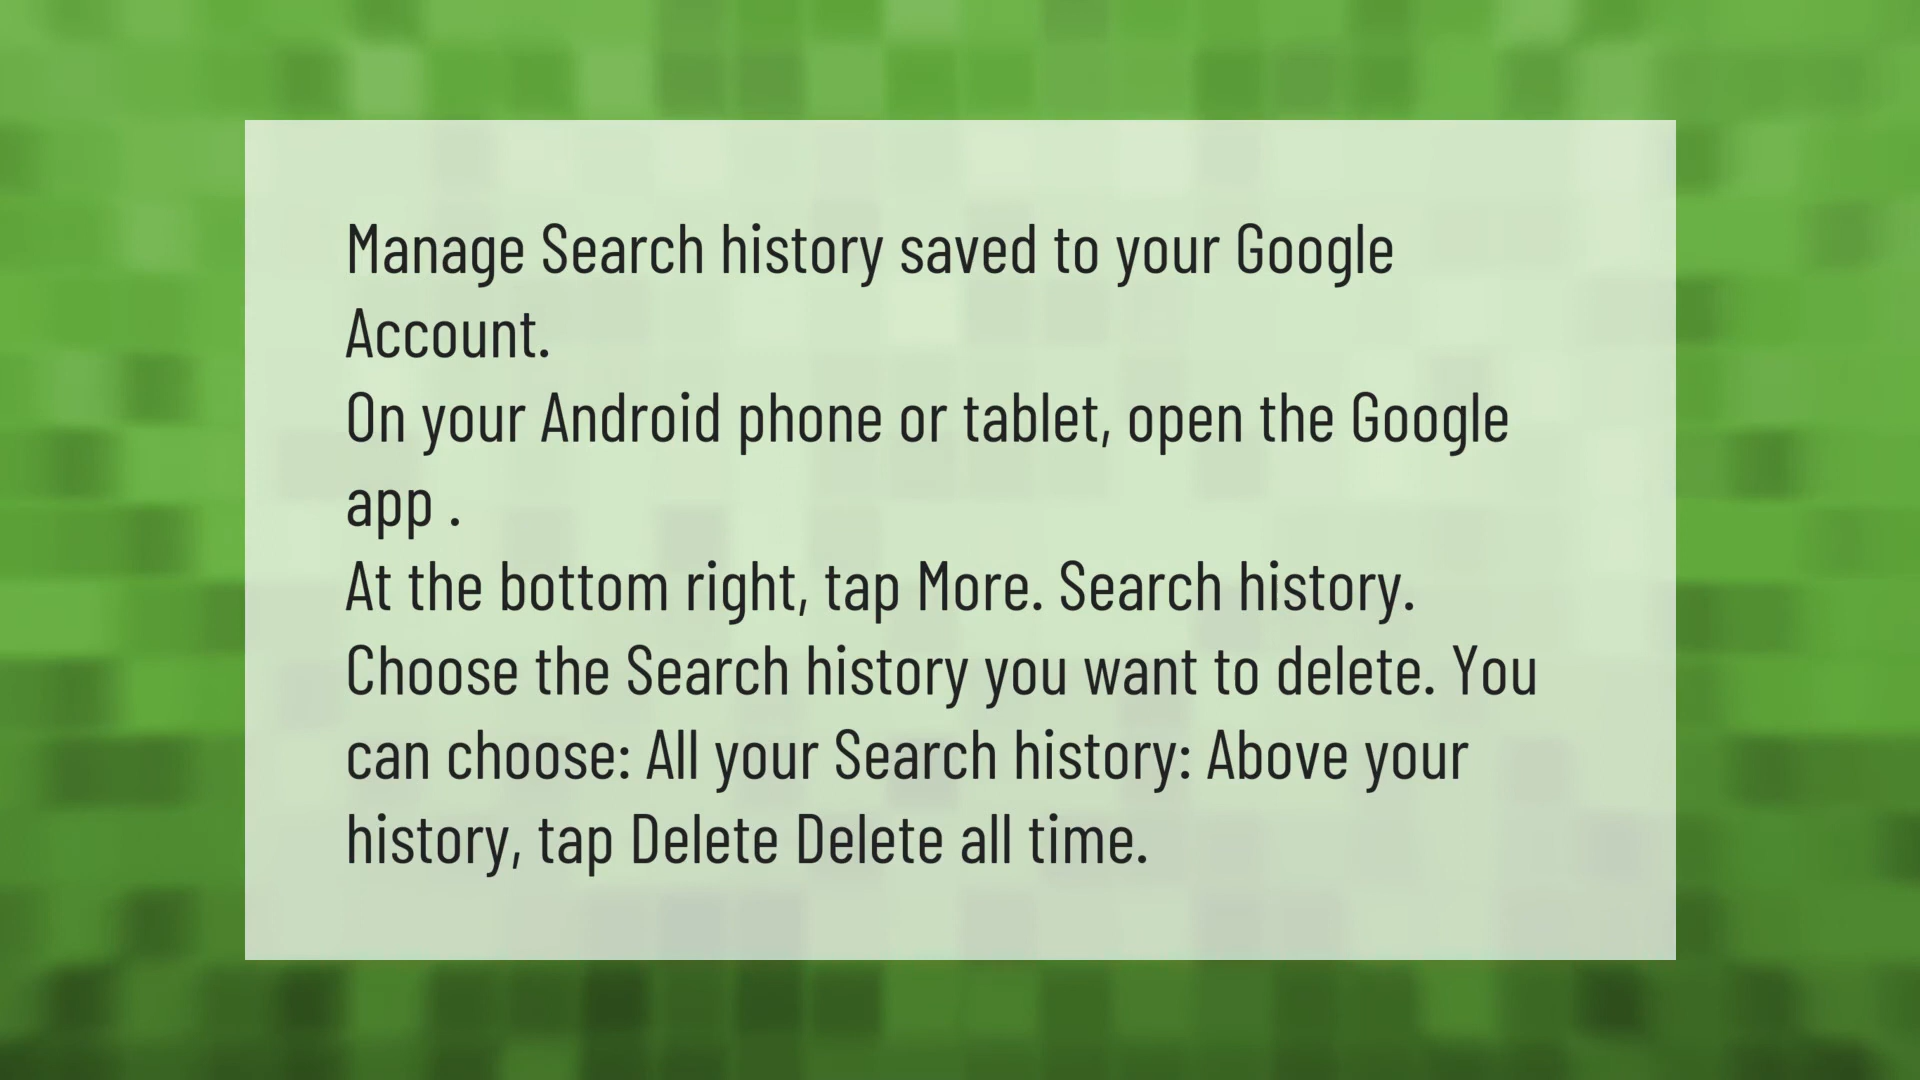 Manage Search history saved to your Google
Account.
On your Android phone or tablet, open the Google
app .
At the bottom right, tap More. Search history.
Choose the Search history you want to delete. You
can choose: All your Search history: Above your
history, tap Delete Delete all time.